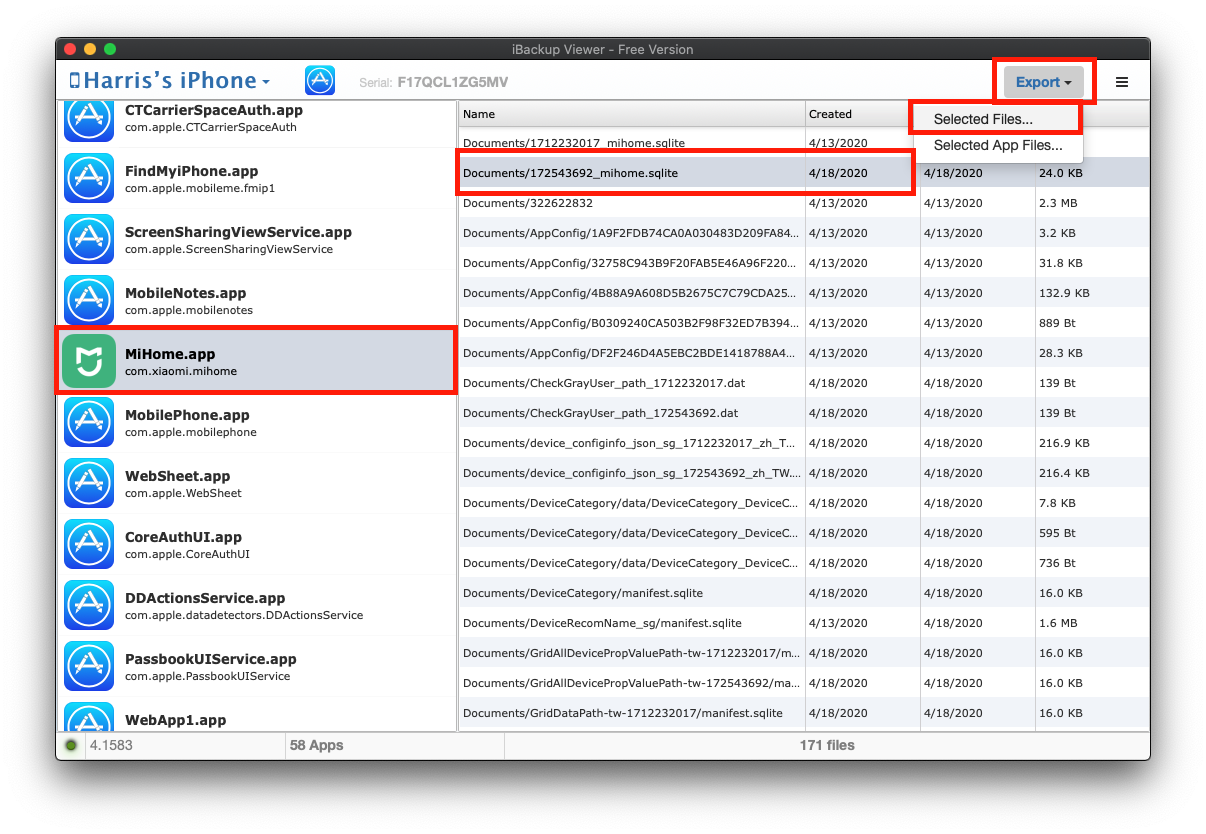 iBackup Viewer - Free Version
Harris's iPhone
Serial: F17QCL1ZG5MV
Export
Selected Files...
Selected App Files...
CTCarrierSpaceAuth.app
com.apple.CTCarrierSpaceAuth
FindMyiPhone.app
com.apple.mobileme.fmip1
ScreenSharingViewService.app
com.apple.ScreenSharingViewService
MobileNotes.app
com.apple.mobilenotes
MiHome.app
com.xiaomi.mihome
MobilePhone.app
com.apple.mobilephone
WebSheet.app
com.apple.WebSheet
CoreAuthUI.app
com.apple.CoreAuthUI
DDActionsService.app
com.apple.datadetectors.DDActionsService
PassbookUIService.app
com.apple.PassbookUIService
WebApp1.app
Name Created
Documents/1712232017_mihome.sqlite 4/13/2020
Documents/172543692_mihome.sqlite 4/18/2020 4/18/2020 24.0 KB
Documents/322622832 4/13/2020 4/13/2020 2.3 MB
Documents/AppConfig/1A9F2FDB74CA0A030483D209FA84... 4/13/2020 4/13/2020 3.2 KB
Documents/AppConfig/32758C943B9F20FAB5E46A96F220... 4/13/2020 4/13/2020 31.8 KB
Documents/AppConfig/4B88A9A608D5B2675C7C79CDA25... 4/13/2020 4/13/2020 132.9 KB
Documents/AppConfig/B0309240CA503B2F98F32ED7B394... 4/13/2020 4/13/2020 889 Bt
Documents/AppConfig/DF2F246D4A5EBC2BDE1418788A4... 4/13/2020 4/13/2020 28.3 KB
Documents/CheckGrayUser_path_1712232017.dat 4/18/2020 4/18/2020 139 Bt
Documents/CheckGrayUser_path_172543692.dat 4/18/2020 4/18/2020 139 Bt
Documents/device_configinfo_json_sg_1712232017_zh_T... 4/18/2020 4/18/2020 216.9 KB
Documents/device_configinfo_json_sg_172543692_zh_TW.... 4/18/2020 4/18/2020 216.4 KB
Documents/DeviceCategory/data/DeviceCategory_DeviceC... 4/18/2020 4/18/2020 7.8 KB
Documents/DeviceCategory/data/DeviceCategory_DeviceC... 4/18/2020 4/18/2020 595 Bt
Documents/DeviceCategory/data/DeviceCategory_DeviceC... 4/18/2020 4/18/2020 736 Bt
Documents/DeviceCategory/manifest.sqlite 4/18/2020 4/18/2020 16.0 KB
Documents/DeviceRecomName_sg/manifest.sqlite 4/13/2020 4/18/2020 1.6 MB
Documents/GridAllDevicePropValuePath-tw-1712232017/m... 4/18/2020 4/18/2020 16.0 KB
Documents/GridAllDevicePropValuePath-tw-172543692/ma... 4/18/2020 4/18/2020 16.0 KB
Documents/GridDataPath-tw-1712232017/manifest.sqlite 4/18/2020 4/18/2020 16.0 KB
4.1583 58 Apps 171 files